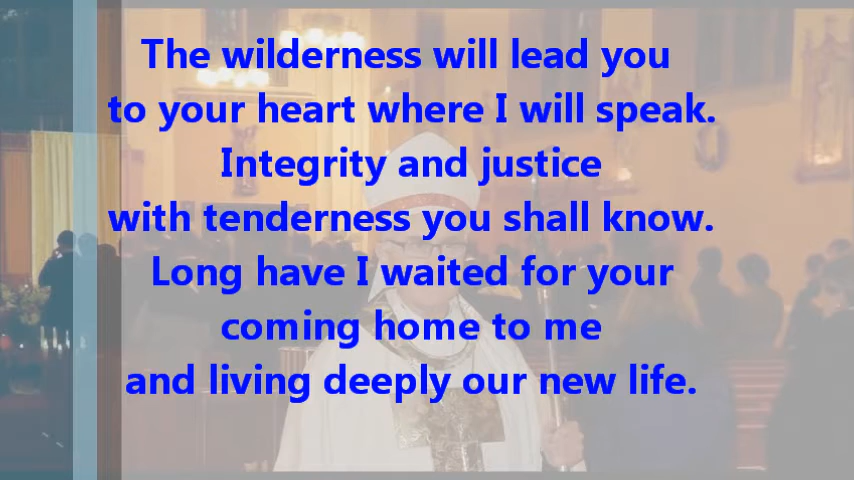 The wilderness will lead you
to your heart where I will speak.
Integrity and justice
with tenderness you shall know.
Long have I waited for your
coming home to me
and living deeply our new life.